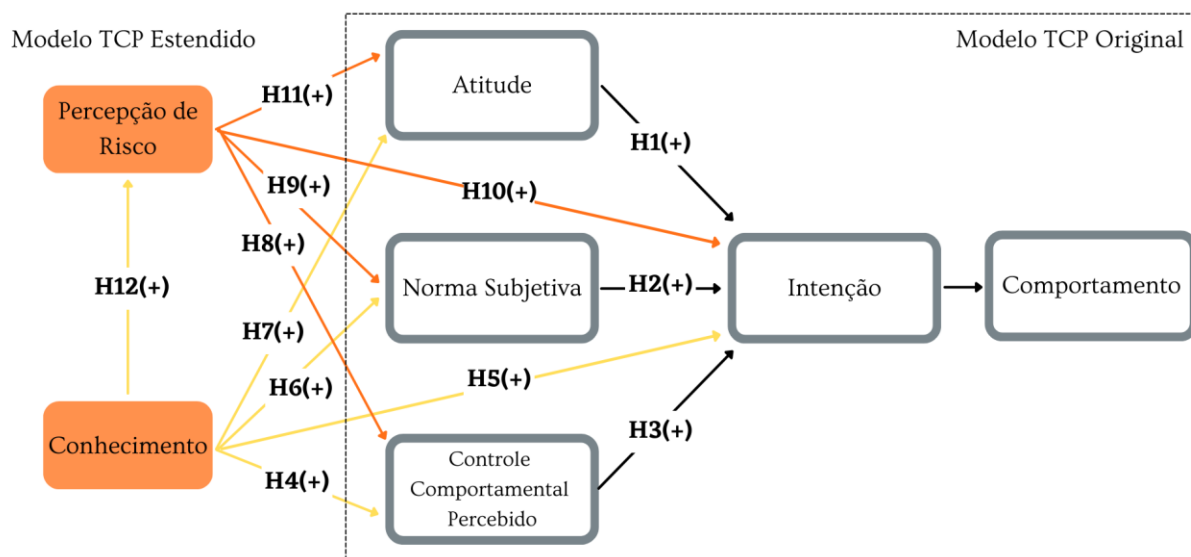 Modelo TCP Estendido
Modelo TCP Original
Percepção de
Risco
Conhecimento
Atitude
Norma Subjetiva
Controle
Comportamental
Percebido
Intenção
Comportamento
H11(+)
H1(+)
H9(+)
H10(+)
H8(+)
H12(+)
H2(+)
H7(+)
H6(+)
H5(+)
H3(+)
H4(+)